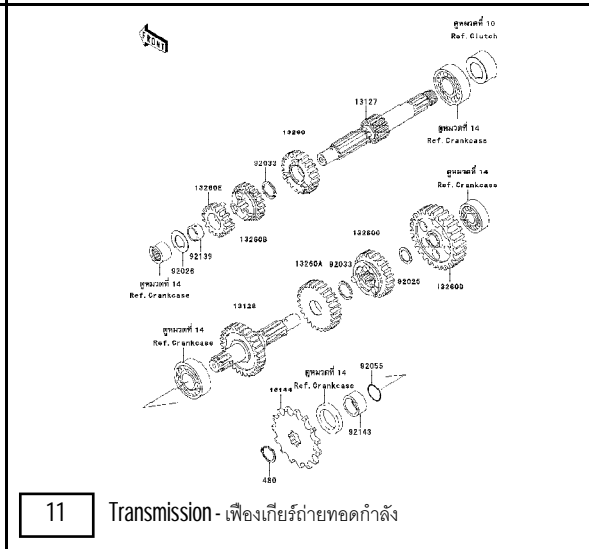 FRONT
ดูหมวดที่ 10
Ref. Clutch
13127
ดูหมวดที่ 14
Ref. Crankcase
13260
92033
ดูหมวดที่ 14
Ref. Crankcase
13260E
13260C
13260B
92139
92026
ดูหมวดที่ 14
Ref. Crankcase
13260A
92033
92025
13260D
13128
ดูหมวดที่ 14
Ref. Crankcase
ดูหมวดที่ 14
Ref. Crankcase
92055
92143
480
11 Transmission - เฟืองเกียร์ถ่ายทอดกำลัง